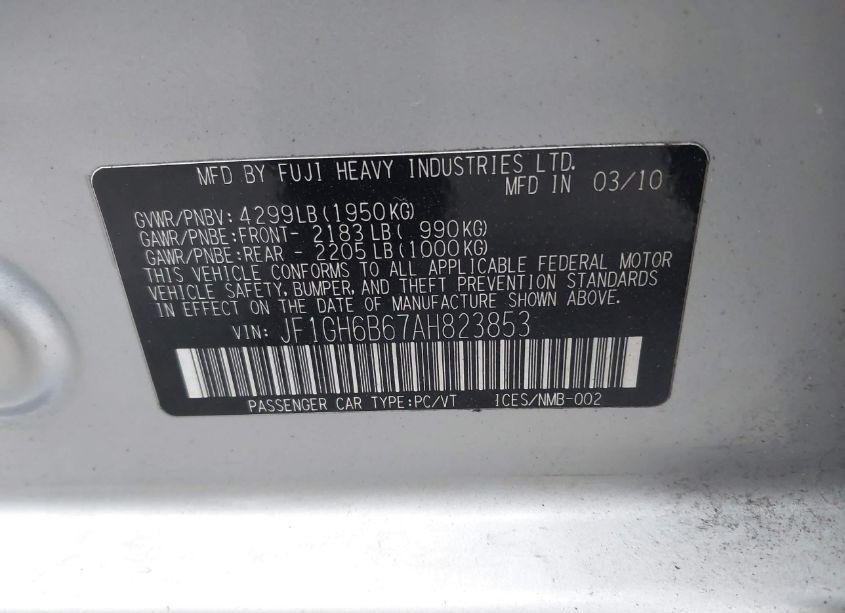 MFD BY FUJI HEAVY INDUSTRIES LTD.
MFD IN 03/10
GVWR/PNBV: 4299LB(1950KG)
GAWR/PNBE:FRONT- 2183LB( 990KG)
GAWR/PNBE:REAR - 2205LB(1000KG)
THIS VEHICLE CONFORMS TO ALL APPLICABLE FEDERAL MOTOR
VEHICLE SAFETY, BUMPER, AND THEFT PREVENTION STANDARDS
IN EFFECT ON THE DATE OF MANUFACTURE SHOWN ABOVE.
VIN: JF1GH6B67AH823853
PASSENGER CAR TYPE:PC/VT ICES/NMB-002